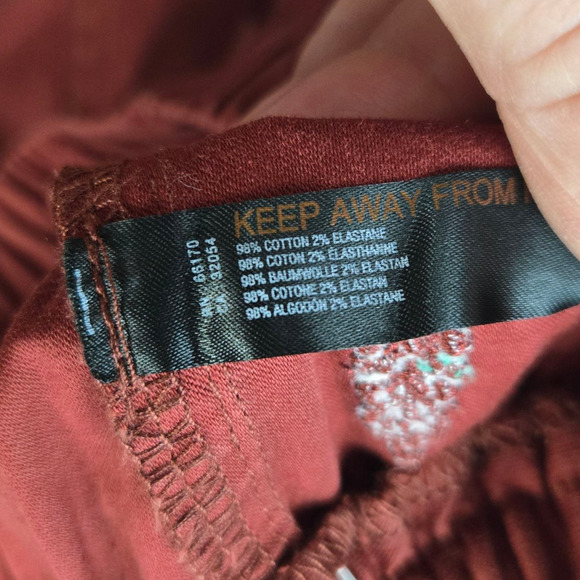 KEEP AWAY FROM
98% COTTON 2% ELASTANE
98% COTON 2% ELASTHANNE
98% BAUMWOLLE 2% ELASTAN
98% COTONE 2% ELASTAN
98% ALGODÓN 2% ELASTANE
RN 66170
CA 32054